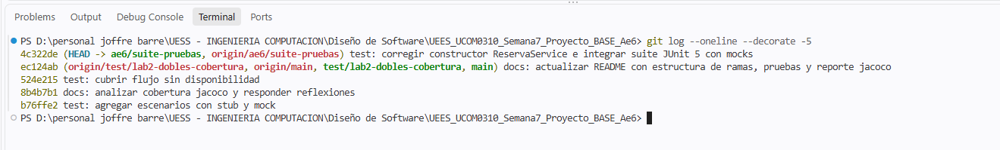 Problems Output Debug Console Terminal Ports
PS D:\personal joffre barre\UESS - INGENIERIA COMPUTACION\Diseño de Software\UEES_UCOM0310_Semana7_Proyecto_BASE_Ae6> git log --oneline --decorate -5
4c322de (HEAD -> ae6/suite-pruebas, origin/ae6/suite-pruebas) test: corregir constructor ReservaService e integrar suite JUnit 5 con mocks
ec124ab (origin/test/lab2-dobles-cobertura, origin/main, test/lab2-dobles-cobertura, main) docs: actualizar README con estructura de ramas, pruebas y reporte jacoco
524e215 test: cubrir flujo sin disponibilidad
8b4b7b1 docs: analizar cobertura jacoco y responder reflexiones
b76ffe2 test: agregar escenarios con stub y mock
PS D:\personal joffre barre\UESS - INGENIERIA COMPUTACION\Diseño de Software\UEES_UCOM0310_Semana7_Proyecto_BASE_Ae6>